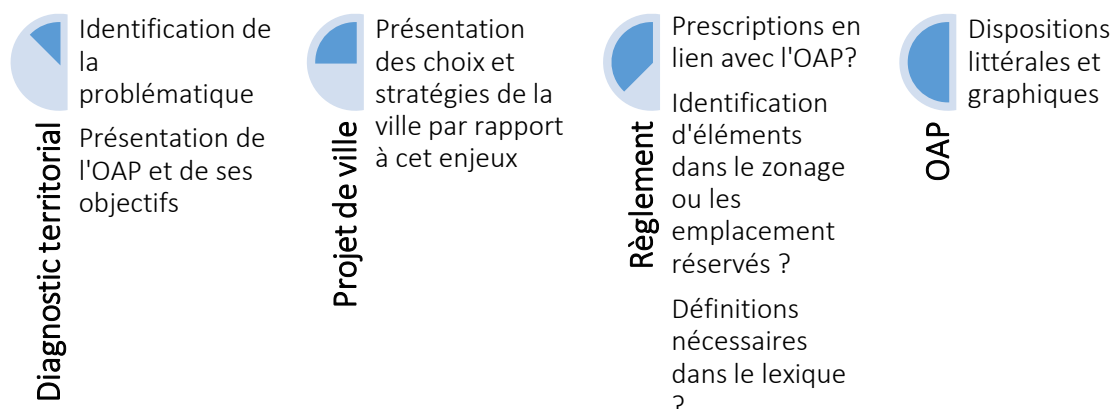 Diagnostic territorial
Identification de
la
problématique
Présentation de
l'OAP et de ses
objectifs
Projet de ville
Présentation
des choix et
stratégies de la
ville par rapport
à cet enjeux
Règlement
Prescriptions en
lien avec l'OAP?
Identification
d'éléments
dans le zonage
ou les
emplacement
réservés ?
Définitions
nécessaires
dans le lexique
?
OAP
Dispositions
littérales et
graphiques